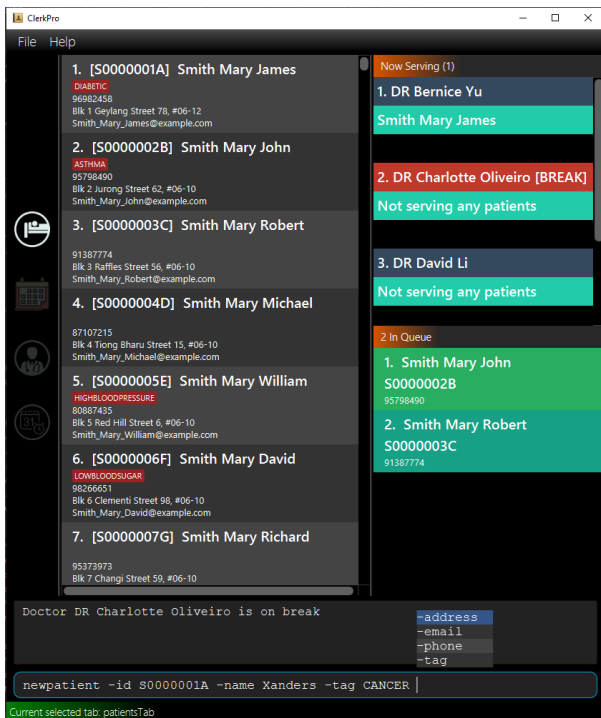 ClerkPro
File Help
1. [S0000001A] Smith Mary James
DIABETIC
96982458
Blk 1 Geylang Street 78, #06-12
Smith_Mary_James@example.com
2. [S0000002B] Smith Mary John
ASTHMA
95798490
Blk 2 Jurong Street 62, #06-10
Smith_Mary_John@example.com
3. [S0000003C] Smith Mary Robert
91387774
Blk 3 Raffles Street 56, #06-10
Smith_Mary_Robert@example.com
4. [S0000004D] Smith Mary Michael
87107215
Blk 4 Tiong Bharu Street 15, #06-10
Smith_Mary_Michael@example.com
5. [S0000005E] Smith Mary William
HIGHBLOODPRESSURE
80887435
Blk 5 Red Hill Street 6, #06-10
Smith_Mary_William@example.com
6. [S0000006F] Smith Mary David
LOWBLOODSUGAR
98266651
Blk 6 Clementi Street 98, #06-10
Smith_Mary_David@example.com
7. [S0000007G] Smith Mary Richard
95373973
Blk 7 Changi Street 59, #06-10
Now Serving (1)
1. DR Bernice Yu
Smith Mary James
2. DR Charlotte Oliveiro [BREAK]
Not serving any patients
3. DR David Li
Not serving any patients
2 In Queue
1. Smith Mary John
S0000002B
95798490
2. Smith Mary Robert
S0000003C
91387774
31
Doctor DR Charlotte Oliveiro is on break
-address
-email
-phone
-tag
newpatient -id S0000001A -name Xanders -tag CANCER
Current selected tab: patientsTab